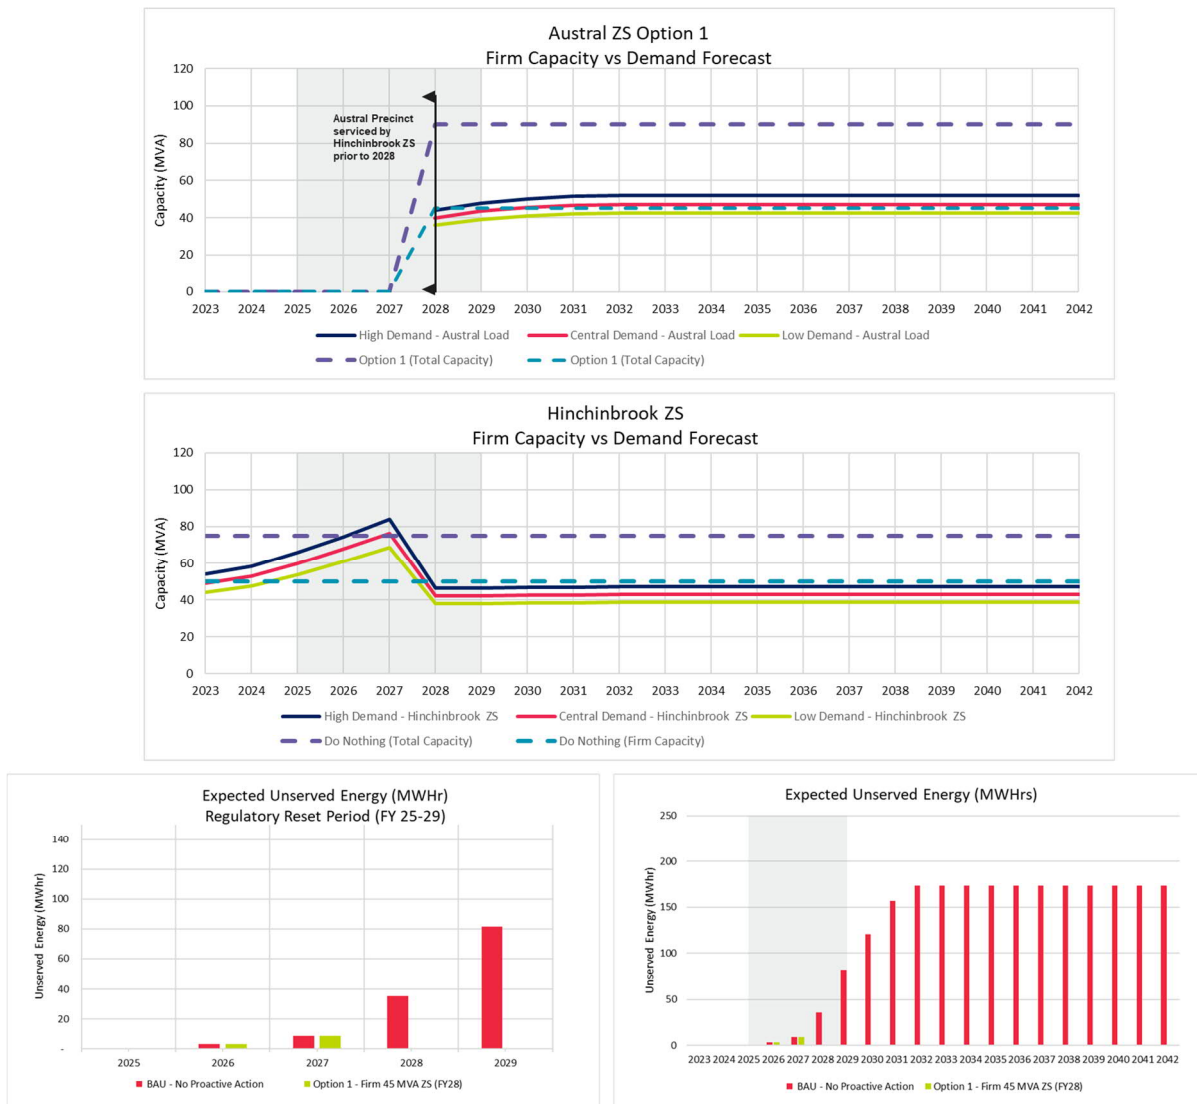 Austral ZS Option 1
Firm Capacity vs Demand Forecast
120
100
80
60
40
20
0
Capacity (MVA)
Austral Precinct
serviced by
Hinchinbrook ZS
prior to 2028
2023 2024 2025 2026 2027 2028 2029 2030 2031 2032 2033 2034 2035 2036 2037 2038 2039 2040 2041 2042
High Demand - Austral Load Central Demand - Austral Load Low Demand - Austral Load
Option 1 (Total Capacity) Option 1 (Total Capacity)
Hinchinbrook ZS
Firm Capacity vs Demand Forecast
120
100
80
60
40
20
0
Capacity (MVA)
2023 2024 2025 2026 2027 2028 2029 2030 2031 2032 2033 2034 2035 2036 2037 2038 2039 2040 2041 2042
High Demand - Hinchinbrook ZS Central Demand - Hinchinbrook ZS Low Demand - Hinchinbrook ZS
Do Nothing (Total Capacity) Do Nothing (Firm Capacity)
Expected Unserved Energy (MWHr)
Regulatory Reset Period (FY 25-29)
140
120
100
80
60
40
20
-
Unserved Energy (MWhr)
2025 2026 2027 2028 2029
BAU - No Proactive Action Option 1 - Firm 45 MVA ZS (FY28)
Expected Unserved Energy (MWHrs)
250
200
150
100
50
0
Unserved Energy (MWhr)
2023 2024 2025 2026 2027 2028 2029 2030 2031 2032 2033 2034 2035 2036 2037 2038 2039 2040 2041 2042
BAU - No Proactive Action Option 1 - Firm 45 MVA ZS (FY28)